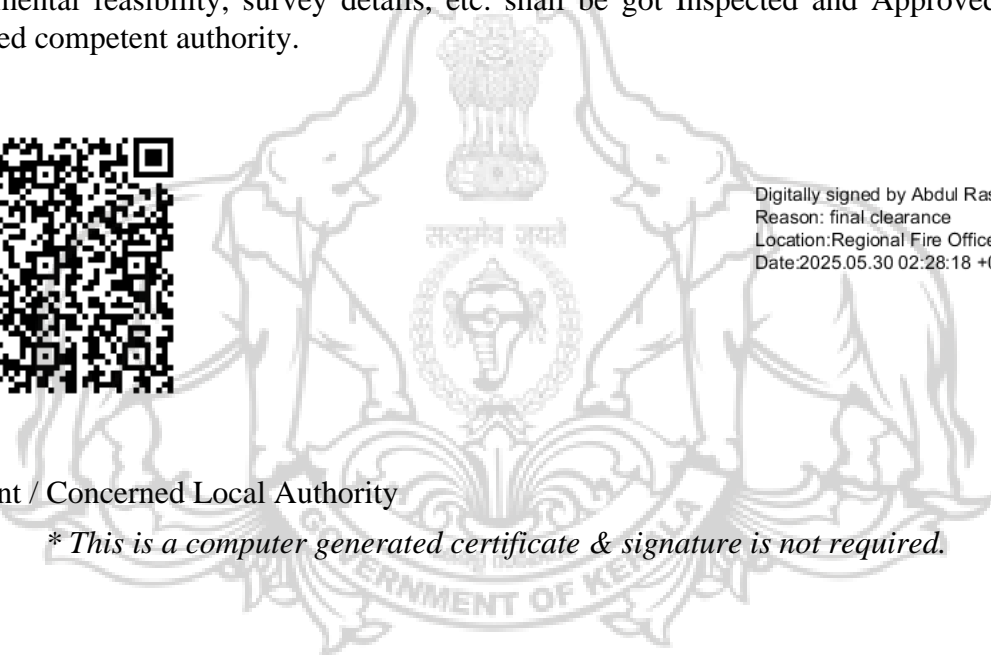 mental feasibility, survey details, etc. shall be got Inspected and Approved
ed competent authority.
Digitally signed by Abdul Ras
Reason: final clearance
Location:Regional Fire Office
Date:2025.05.30 02:28:18 +0
सत्यमेव जयते
nt / Concerned Local Authority
* This is a computer generated certificate & signature is not required.
GOVERNMENT OF KERALA